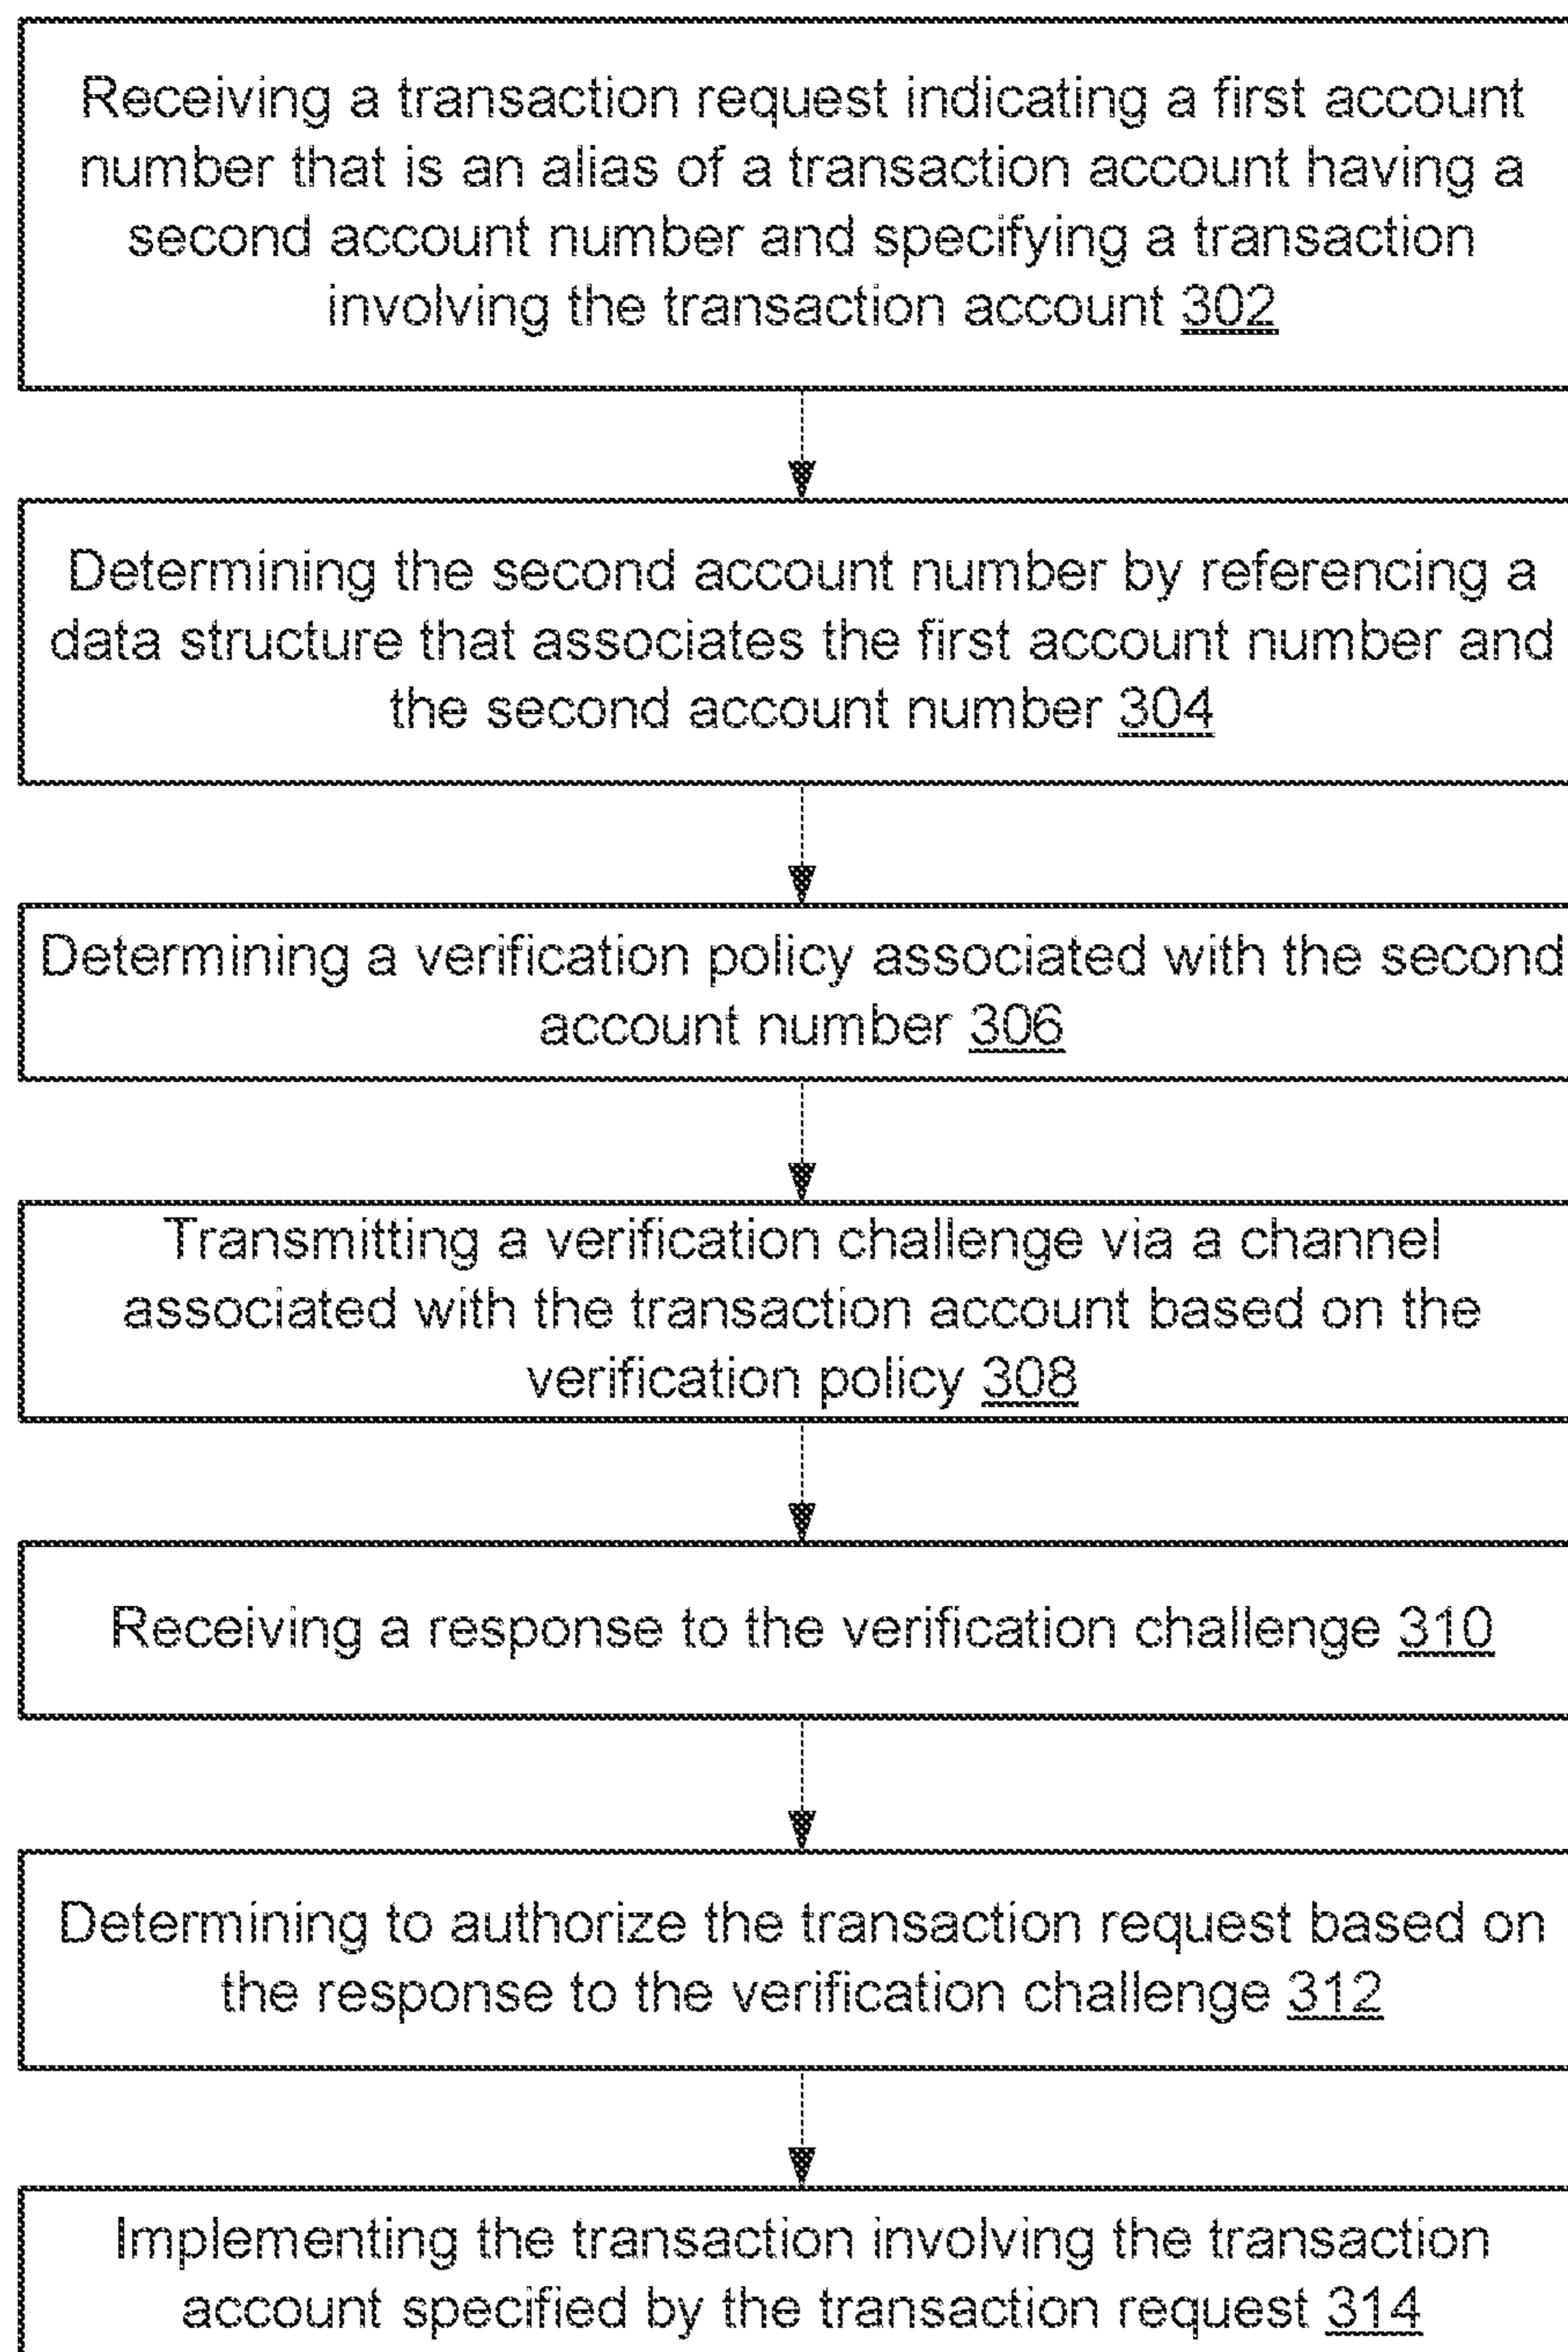 Receiving a transaction request indicating a first account
number that is an alias of a transaction account having a
second account number and specifying a transaction
involving the transaction account 302
Determining the second account number by referencing a
data structure that associates the first account number and
the second account number 304
Determining a verification policy associated with the second
account number 306
Transmitting a verification challenge via a channel
associated with the transaction account based on the
verification policy 308
Receiving a response to the verification challenge 310
Determining to authorize the transaction request based on
the response to the verification challenge 312
Implementing the transaction involving the transaction
account specified by the transaction request 314